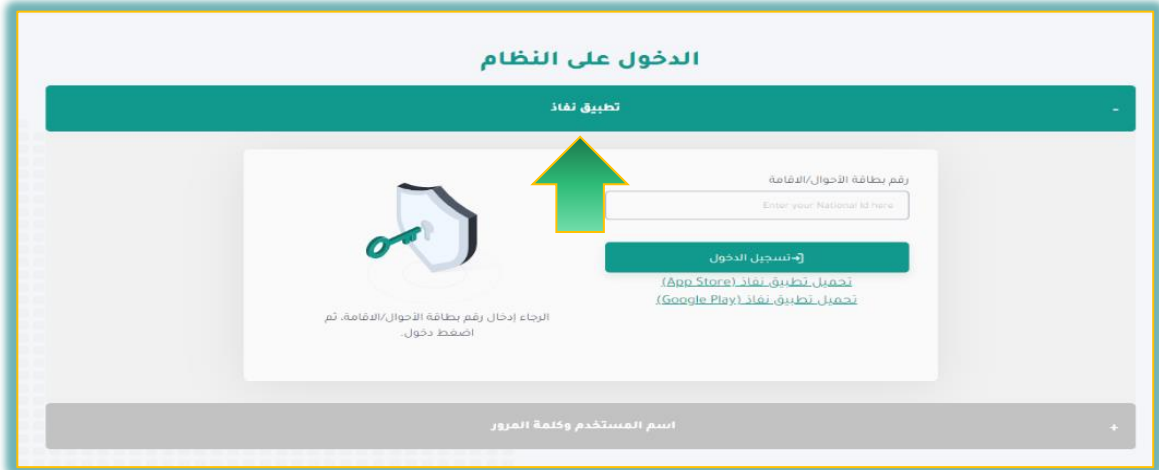 الدخول على النظام
تطبيق نفاذ
-
رقم بطاقة الأحوال/الاقامة
Enter your National Id here
تسجيل الدخول
تحميل تطبيق نفاذ (App Store)
تحميل تطبيق نفاذ (Google Play)
الرجاء إدخال رقم بطاقة الأحوال/الاقامة، ثم
اضغط دخول.
اسم المستخدم وكلمة المرور
+